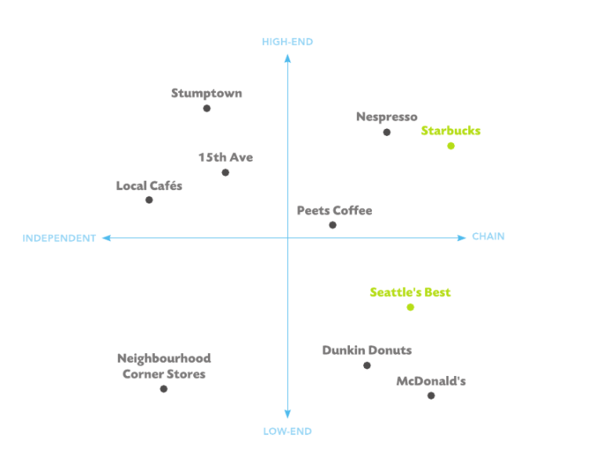 HIGH-END
Stumptown
Nespresso
Starbucks
15th Ave
Local Cafés
Peets Coffee
INDEPENDENT
CHAIN
Seattle's Best
Dunkin Donuts
Neighbourhood
Corner Stores
McDonald's
LOW-END